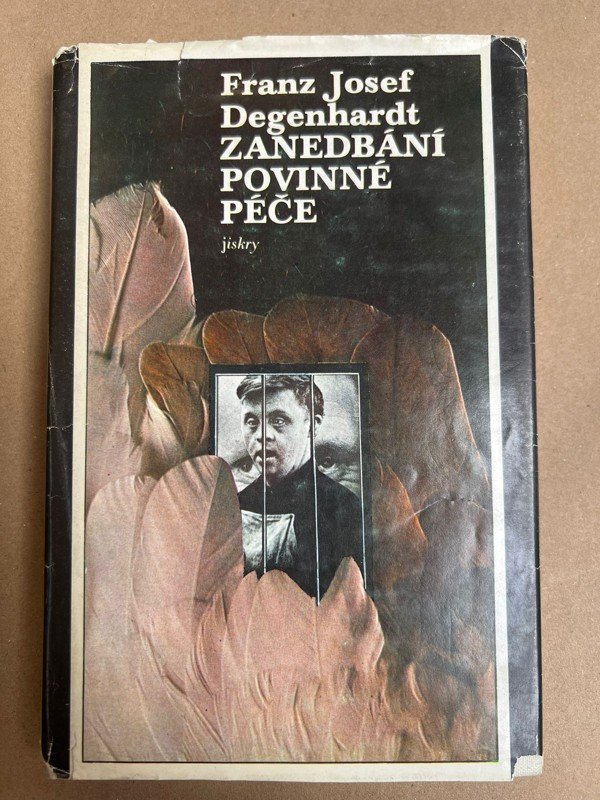 Franz Josef
Degenhardt
ZANEDBÁNÍ
POVINNÉ
PÉČE
jiskry